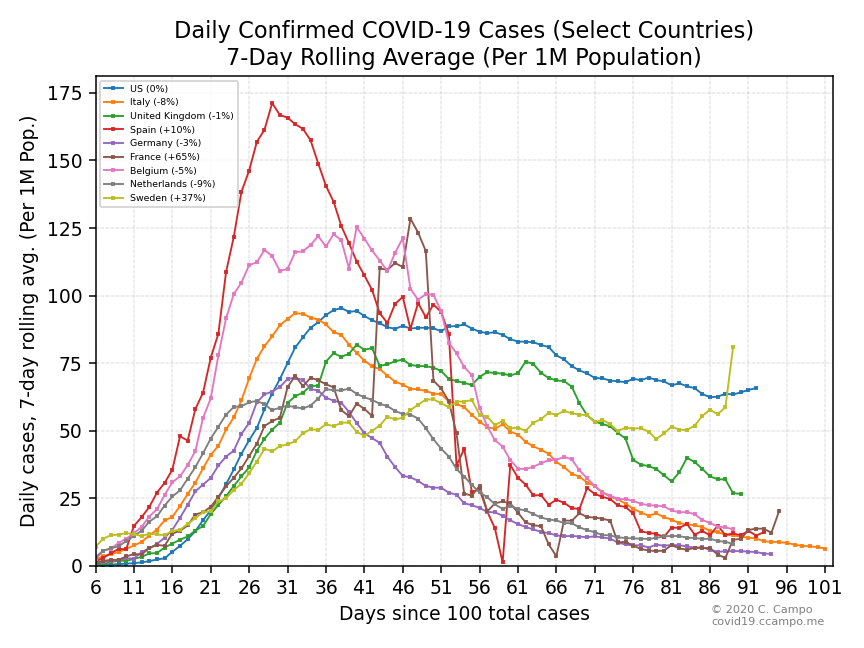 Daily Confirmed COVID-19 Cases (Select Countries)
7-Day Rolling Average (Per 1M Population)
Daily cases, 7-day rolling avg. (Per 1M Pop.)
175
150
125
100
75
50
25
0
US (0%)
Italy (-8%)
United Kingdom (-1%)
Spain (+10%)
Germany (-3%)
France (+65%)
Belgium (-5%)
Netherlands (-9%)
Sweden (+37%)
6 11 16 21 26 31 36 41 46 51 56 61 66 71 76 81 86 91 96 101
Days since 100 total cases
© 2020 C. Campo
covid19.ccampo.me